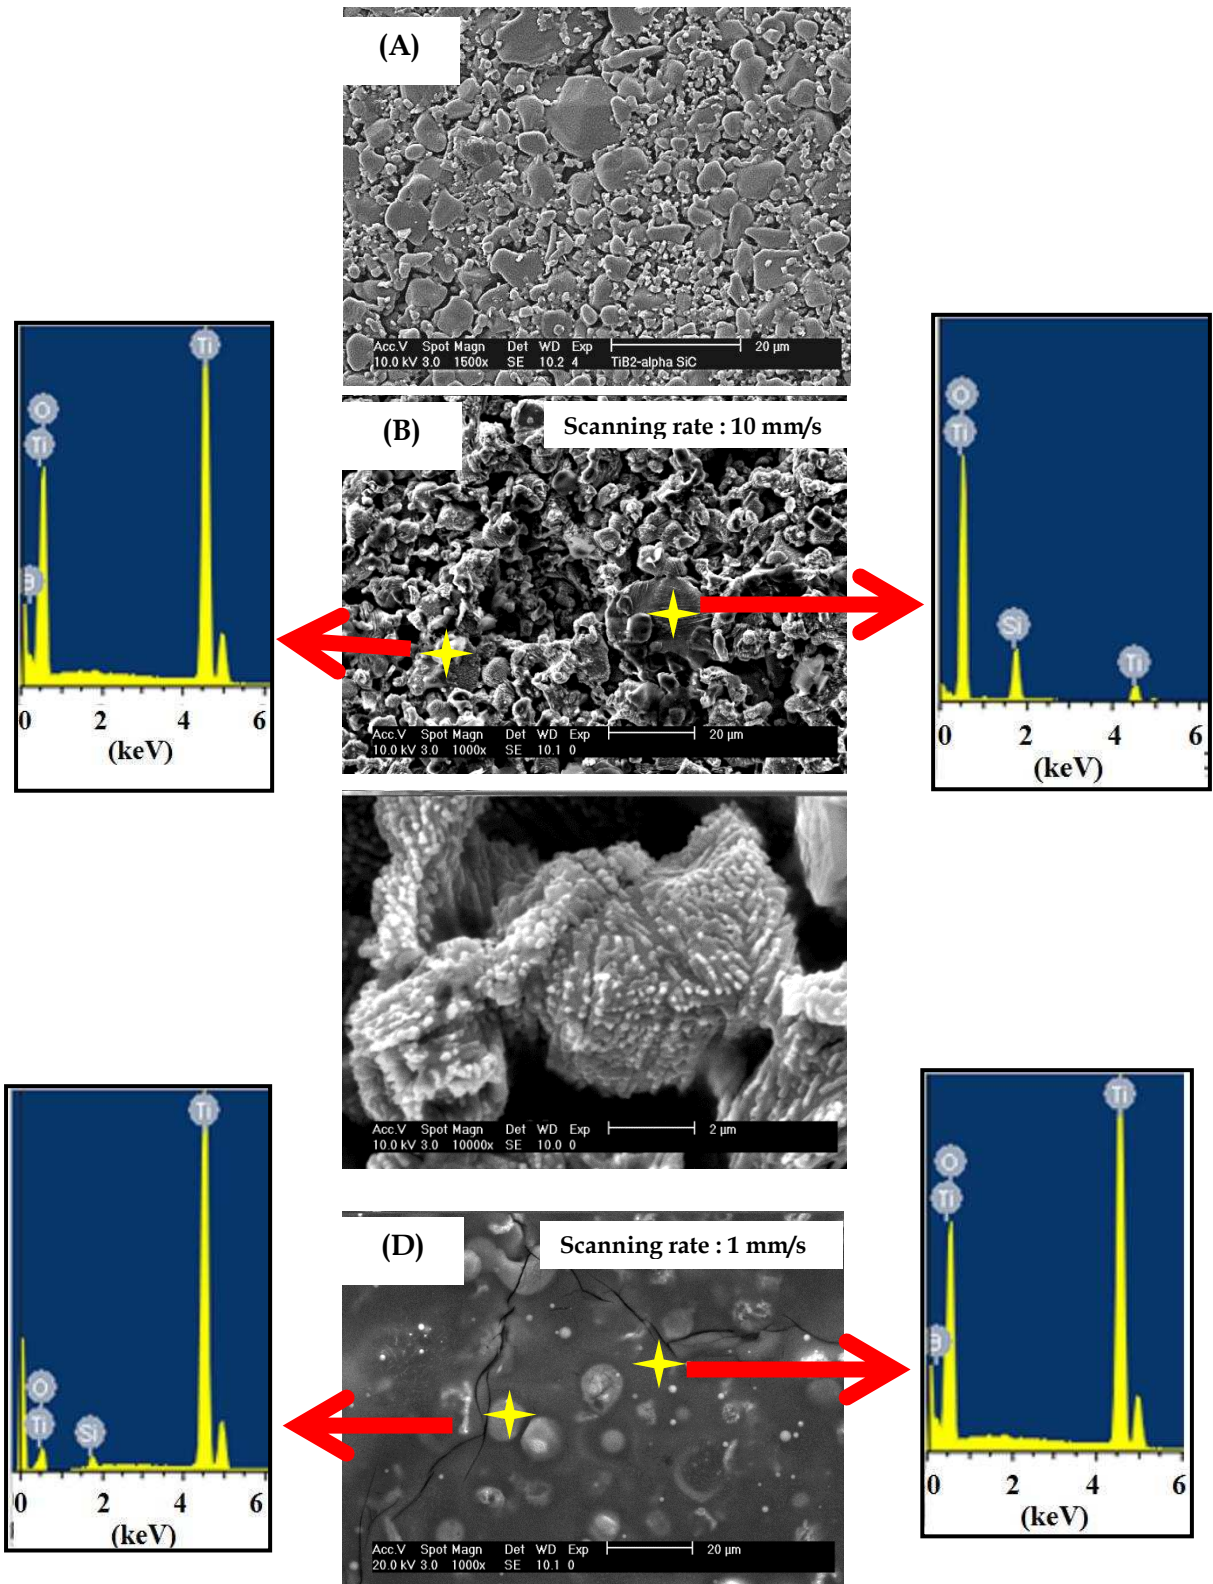 (A)
Acc.V Spot Magn Det WD Exp 20 µm
10.0 kV 3.0 1500x SE 10.2 4 TiB2-alpha SiC
Ti
O
Ti
B
0 2 4 6
(keV)
(B)
Scanning rate : 10 mm/s
Acc.V Spot Magn Det WD Exp 20 µm
10.0 kV 3.0 1000x SE 10.1 0
O
Ti
Si
Ti
0 2 4 6
(keV)
Acc.V Spot Magn Det WD Exp 2 µm
10.0 kV 3.0 10000x SE 10.0 0
Ti
O
Ti
Si
0 2 4 6
(keV)
(D)
Scanning rate : 1 mm/s
Acc.V Spot Magn Det WD Exp 20 µm
20.0 kV 3.0 1000x SE 10.1 0
Ti
O
Ti
B
0 2 4 6
(keV)